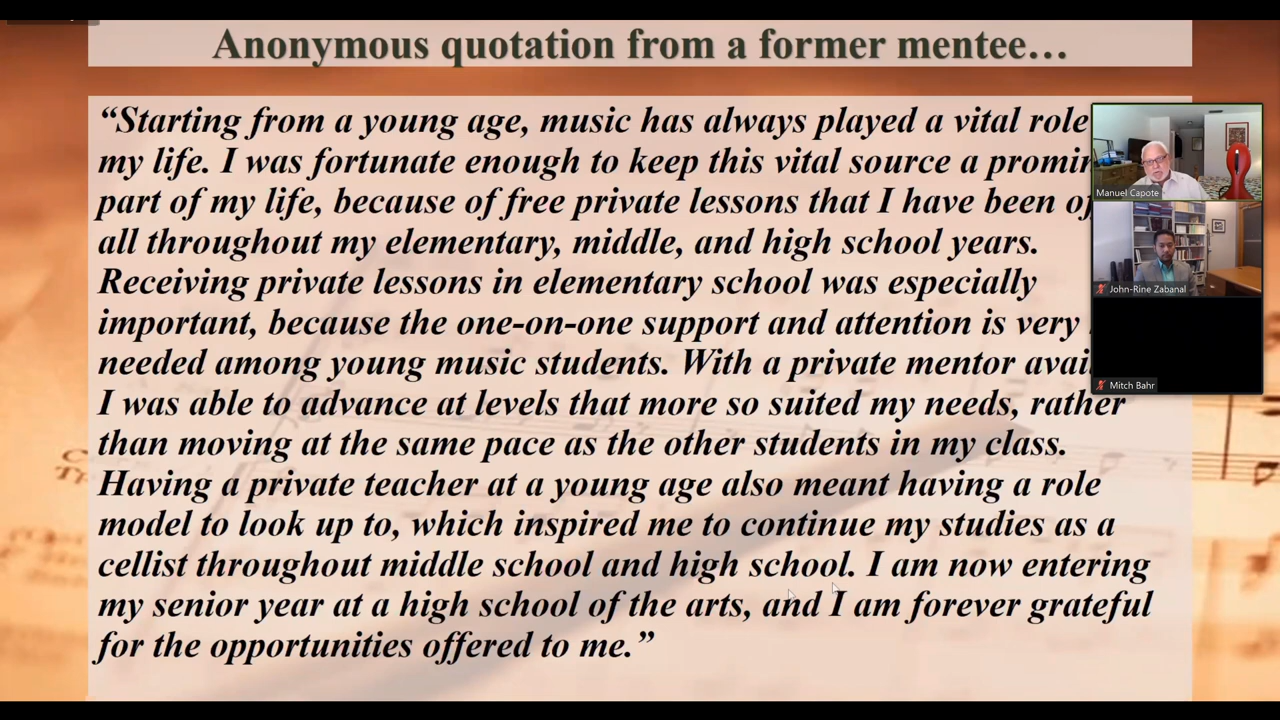 Anonymous quotation from a former mentee…
“Starting from a young age, music has always played a vital role
my life. I was fortunate enough to keep this vital source a
part of my life, because of free private lessons that I have been
all throughout my elementary, middle, and high school years.
Receiving private lessons in elementary school was especially
important, because the one-on-one support and attention is very
needed among young music students. With a private mentor
I was able to advance at levels that more so suited my needs, rather
than moving at the same pace as the other students in my class.
Having a private teacher at a young age also meant having a role
model to look up to, which inspired me to continue my studies as a
cellist throughout middle school and high school. I am now entering
my senior year at a high school of the arts, and I am forever grateful
for the opportunities offered to me.”
Manuel Capote
John-Rine Zabanal
Mitch Bahr